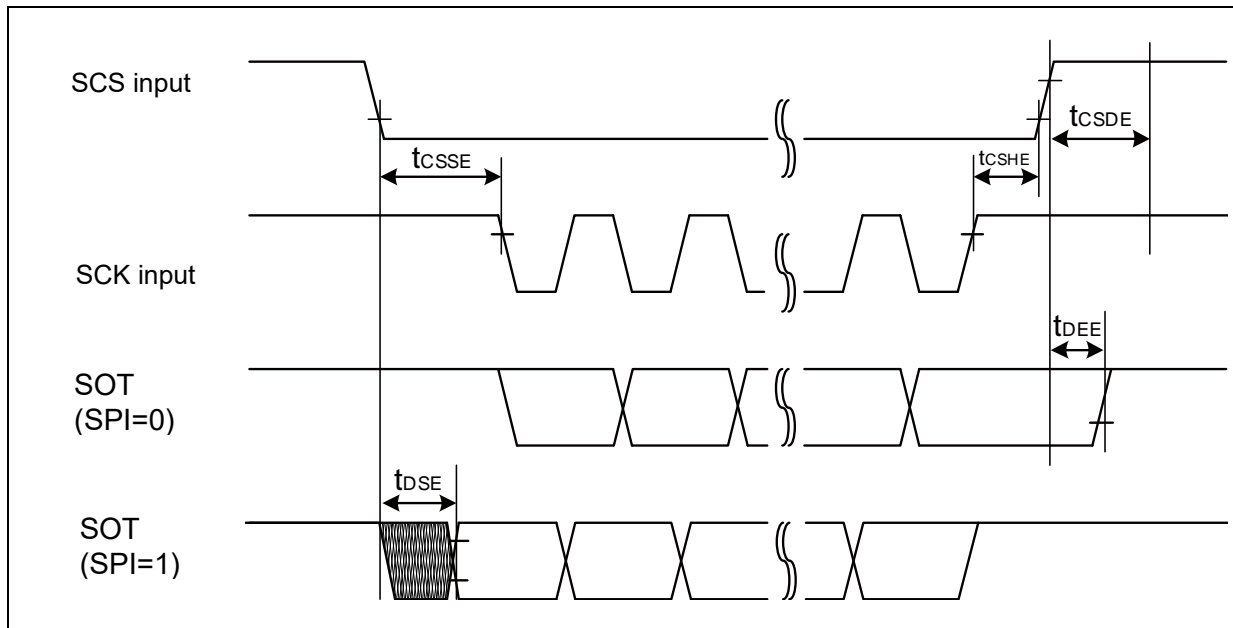 SCS input
tCSDE
tCSSE
tCSHE
SCK input
tDEE
SOT
(SPI=0)
tDSE
SOT
(SPI=1)